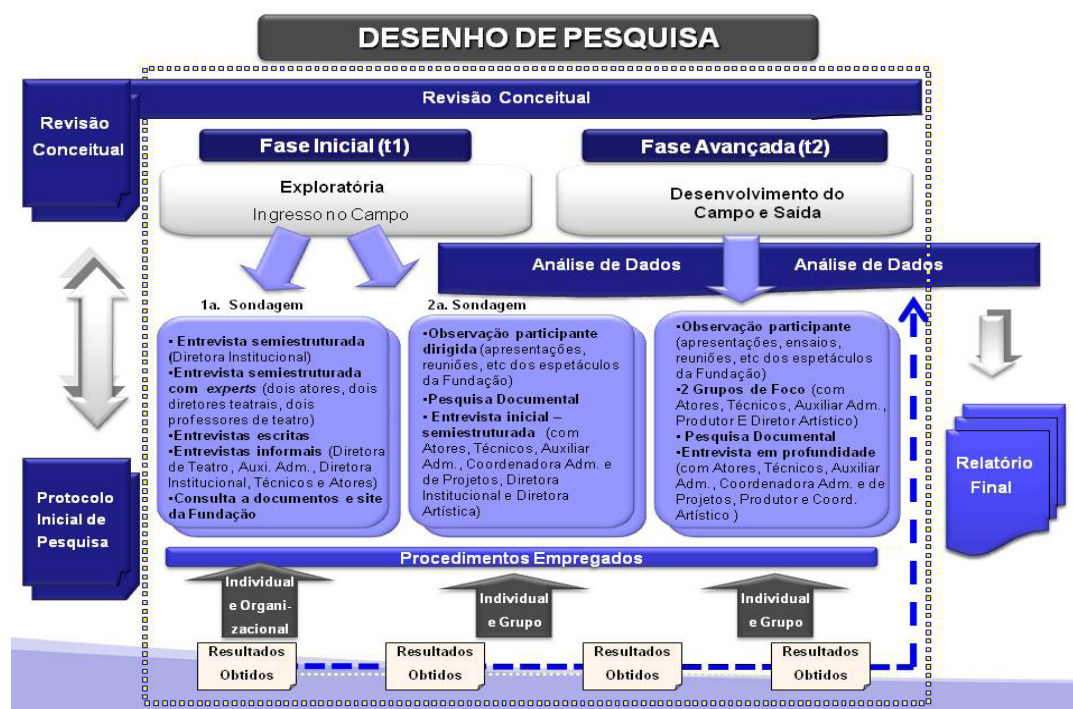 DESENHO DE PESQUISA
Revisão Conceitual
Revisão
Conceitual
Fase Inicial (t1)
Exploratória
Ingresso no Campo
Fase Avançada (t2)
Desenvolvimento do
Campo e Saída
Análise de Dados
Análise de Dados
1a. Sondagem
▪ Entrevista semiestruturada
(Diretora Institucional)
▪Entrevista semiestruturada
com experts (dois atores, dois
diretores teatrais, dois
professores de teatro)
▪Entrevistas escritas
▪Entrevistas informais (Diretora
de Teatro, Auxi. Adm., Diretora
Institucional, Técnicos e Atores)
▪Consulta a documentos e site
da Fundação
2a. Sondagem
▪Observação participante
dirigida (apresentações,
reuniões, etc dos espetáculos
da Fundação)
▪Pesquisa Documental
▪ Entrevista inicial –
semiestruturada (com
Atores, Técnicos, Auxiliar
Adm., Coordenadora Adm. e
de Projetos, Diretora
Institucional e Diretora
Artística)
▪Observação participante
(apresentações, ensaios,
reuniões, etc dos espetáculos
da Fundação)
▪2 Grupos de Foco (com
Atores, Técnicos, Auxiliar Adm.,
Produtor E Diretor Artístico)
▪Pesquisa Documental
▪Entrevista em profundidade
(com Atores, Técnicos, Auxiliar
Adm., Coordenadora Adm. e de
Projetos, Produtor e Coord.
Artístico )
Protocolo
Inicial de
Pesquisa
Relatório
Final
Procedimentos Empregados
Individual
e Organi-
zacional
Individual
e Grupo
Individual
e Grupo
Resultados
Obtidos
Resultados
Obtidos
Resultados
Obtidos
Resultados
Obtidos